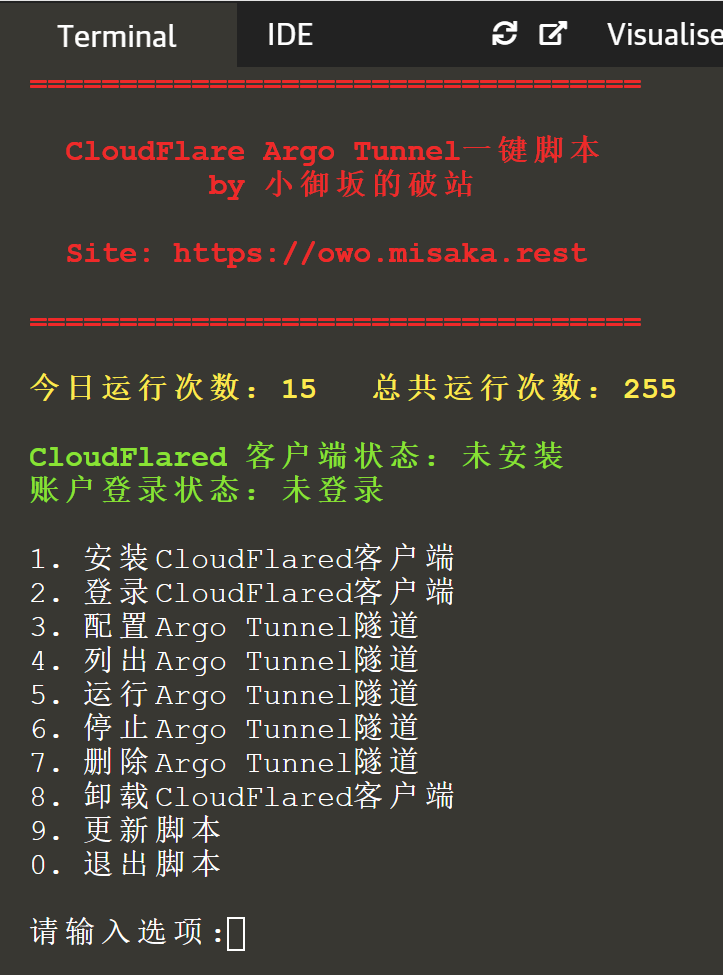 Terminal IDE Visualise
==================================
CloudFlare Argo Tunnel一键脚本
by 小御坂的破站
Site: https://owo.misaka.rest
==================================
今日运行次数：15 总共运行次数：255
CloudFlared 客户端状态：未安装
账户登录状态：未登录
1. 安装CloudFlared客户端
2. 登录CloudFlared客户端
3. 配置Argo Tunnel隧道
4. 列出Argo Tunnel隧道
5. 运行Argo Tunnel隧道
6. 停止Argo Tunnel隧道
7. 删除Argo Tunnel隧道
8. 卸载CloudFlared客户端
9. 更新脚本
0. 退出脚本
请输入选项: